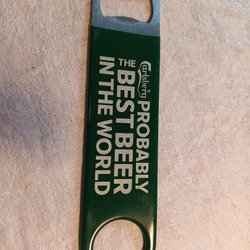 Carlsberg
PROBABLY
THE BEST BEER
IN THE WORLD